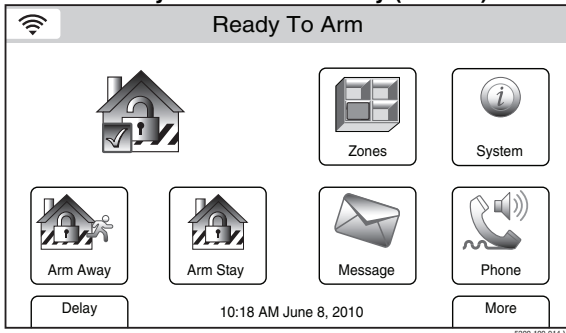 Ready To Arm
Zones
System
Arm Away
Arm Stay
Message
Phone
Delay
10:18 AM June 8, 2010
More